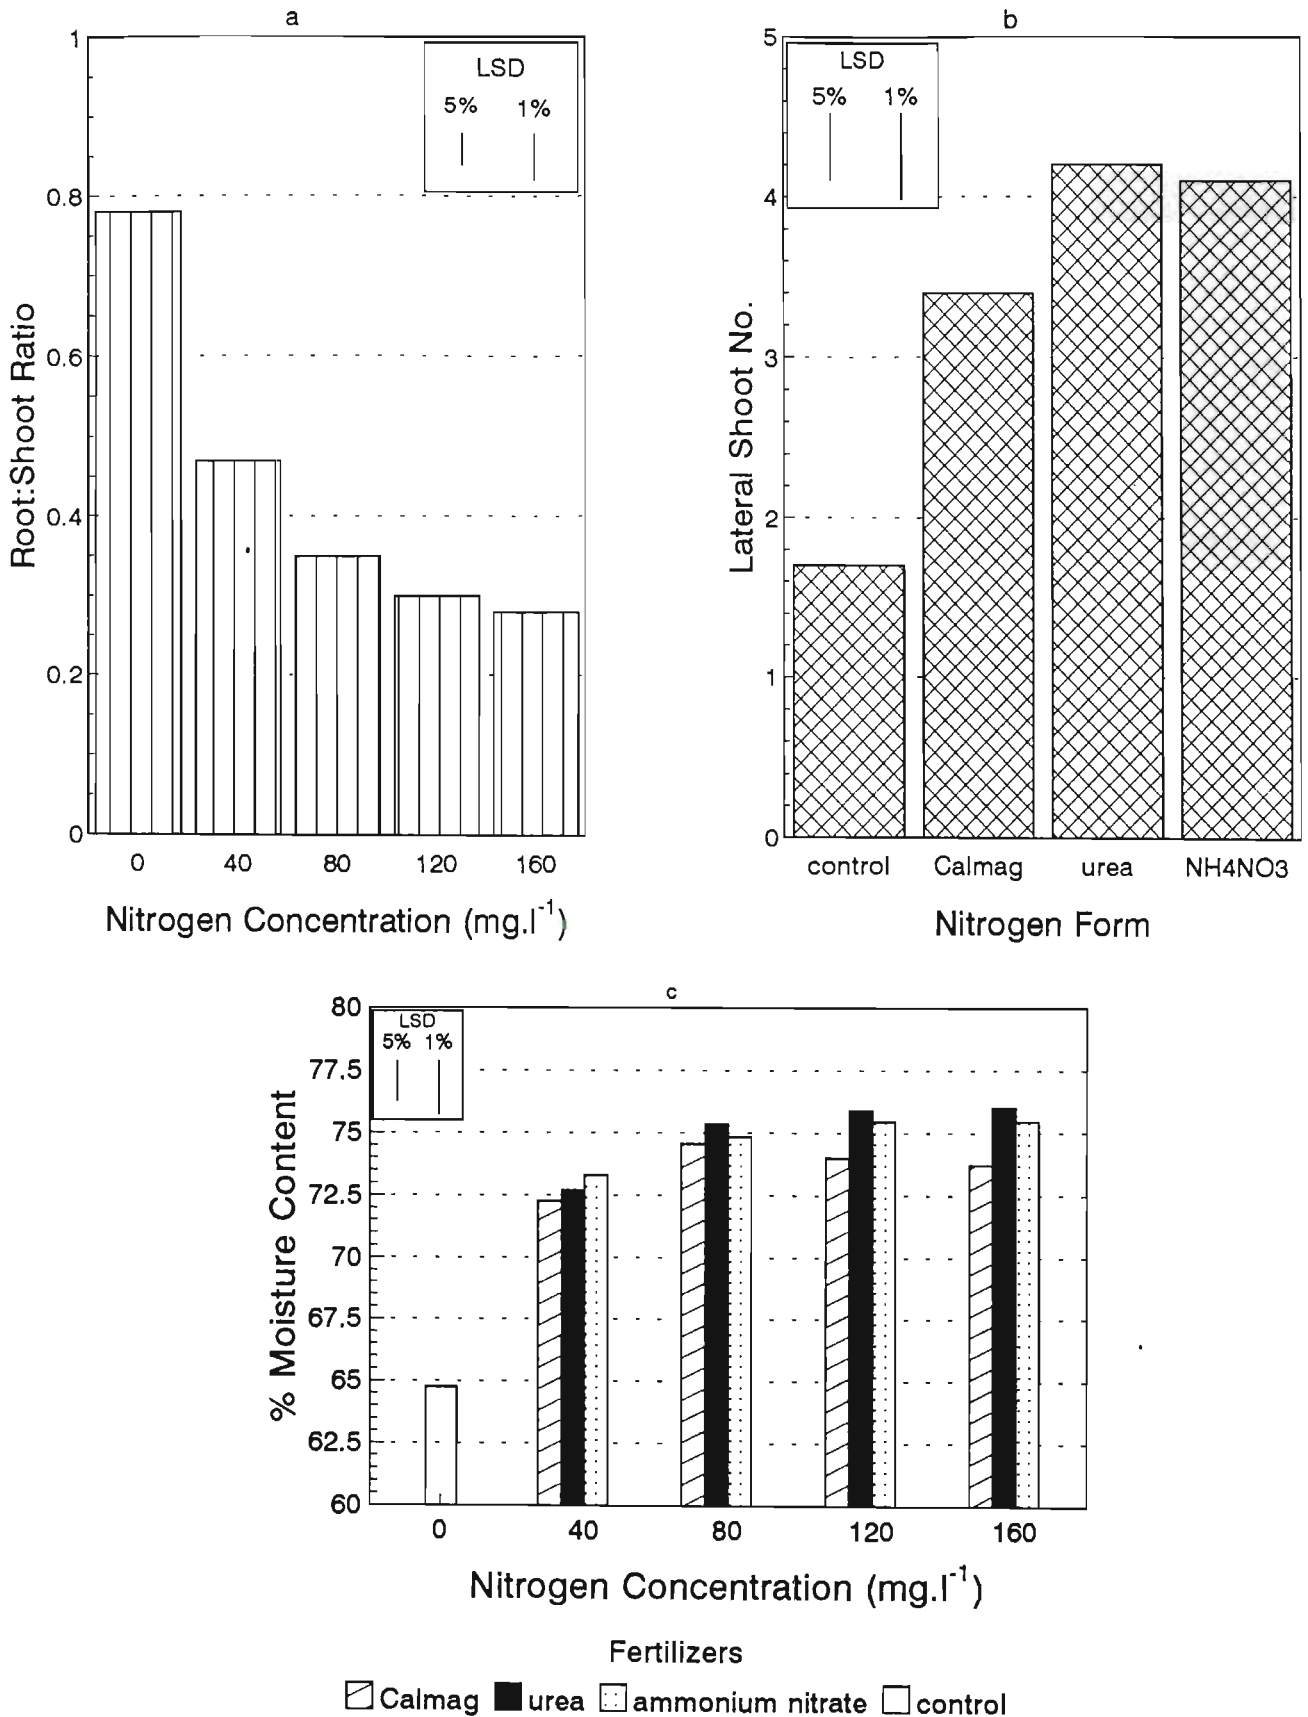 a
1
0.8
0.6
0.4
0.2
0
LSD
5% 1%
Root:Shoot Ratio
0 40 80 120 160
Nitrogen Concentration (mg.l⁻¹)
b
5
4
3
2
1
0
LSD
5% 1%
Lateral Shoot No.
control Calmag urea NH4NO3
Nitrogen Form
c
80
77.5
75
72.5
70
67.5
65
62.5
60
LSD
5% 1%
% Moisture Content
0 40 80 120 160
Nitrogen Concentration (mg.l⁻¹)
Fertilizers
Calmag urea ammonium nitrate control